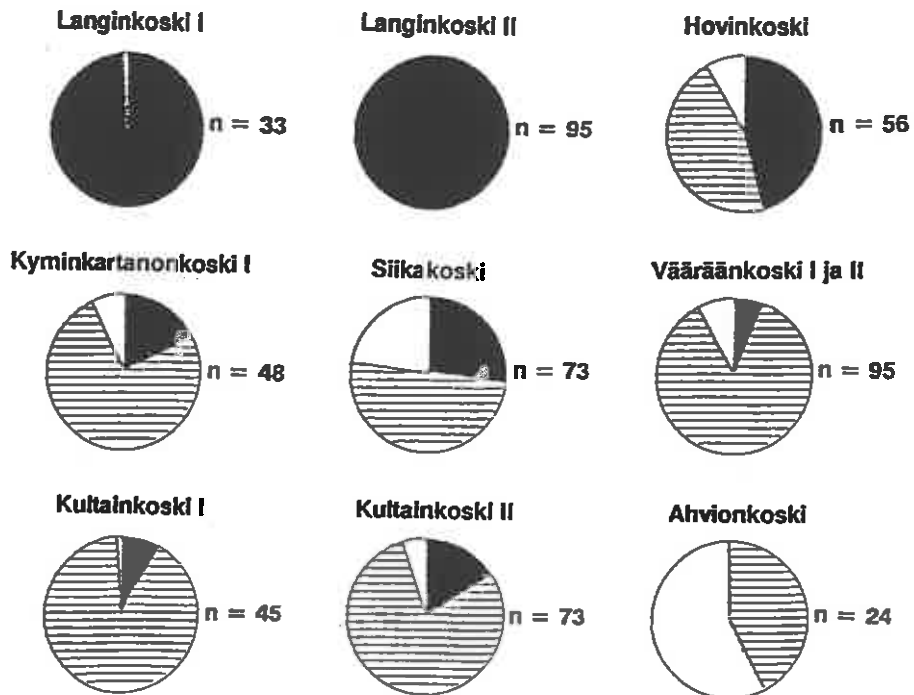 Langinkoski I
Langinkoski II
Hovinkoski
n = 33
n = 95
n = 56
Kyminkartanonkoski I
Siikakoski
Vääräänkoski I ja II
n = 48
n = 73
n = 95
Kultainkoski I
Kultainkoski II
Ahvionkoski
n = 45
n = 73
n = 24